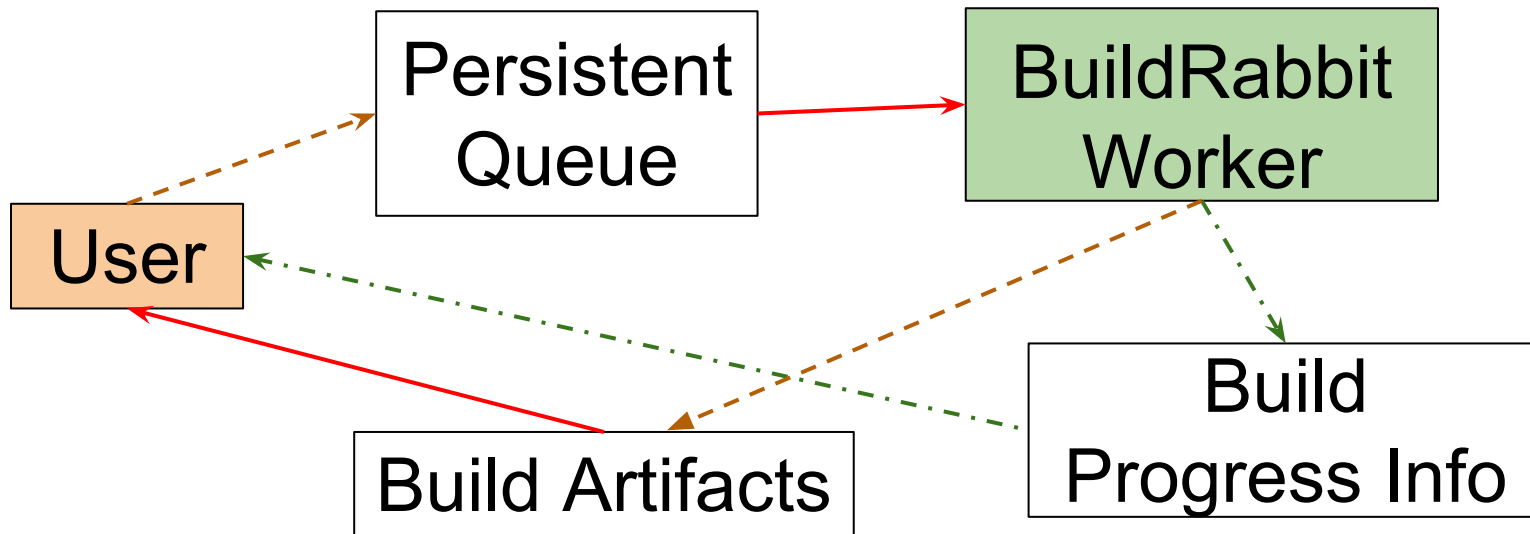 Persistent
Queue
BuildRabbit
Worker
User
Build
Progress Info
Build Artifacts